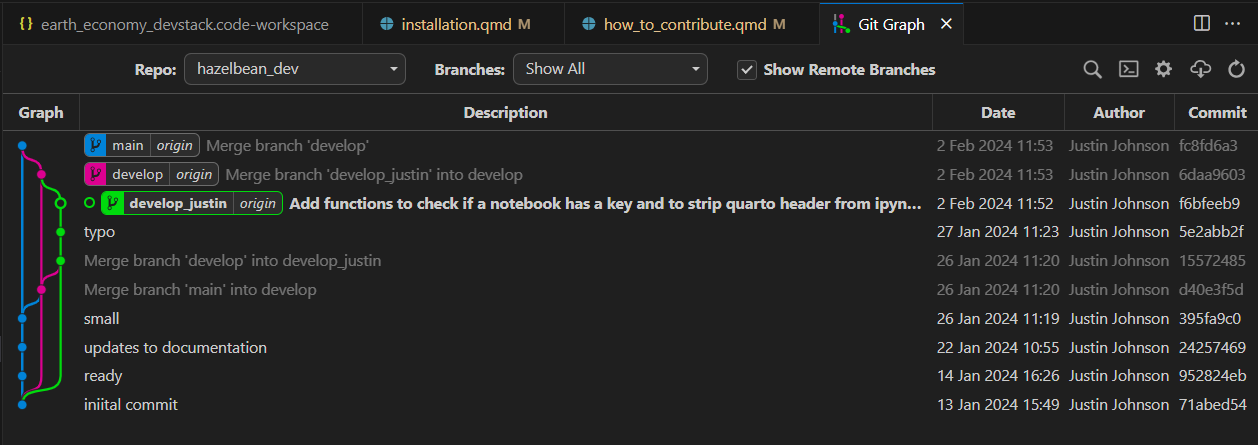 {} earth_economy_devstack.code-workspace installation.qmd M how_to_contribute.qmd M Git Graph
Repo: hazelbean_dev Branches: Show All Show Remote Branches
Graph Description Date Author Commit
main origin Merge branch 'develop' 2 Feb 2024 11:53 Justin Johnson fc8fd6a3
develop origin Merge branch 'develop_justin' into develop 2 Feb 2024 11:53 Justin Johnson 6daa9603
develop_justin origin Add functions to check if a notebook has a key and to strip quarto header from ipyn... 2 Feb 2024 11:52 Justin Johnson f6bfeeb9
typo 27 Jan 2024 11:23 Justin Johnson 5e2abb2f
Merge branch 'develop' into develop_justin 26 Jan 2024 11:20 Justin Johnson 15572485
Merge branch 'main' into develop 26 Jan 2024 11:20 Justin Johnson d40e3f5d
small 26 Jan 2024 11:19 Justin Johnson 395fa9c0
updates to documentation 22 Jan 2024 10:55 Justin Johnson 24257469
ready 14 Jan 2024 16:26 Justin Johnson 952824eb
iniital commit 13 Jan 2024 15:49 Justin Johnson 71abed54